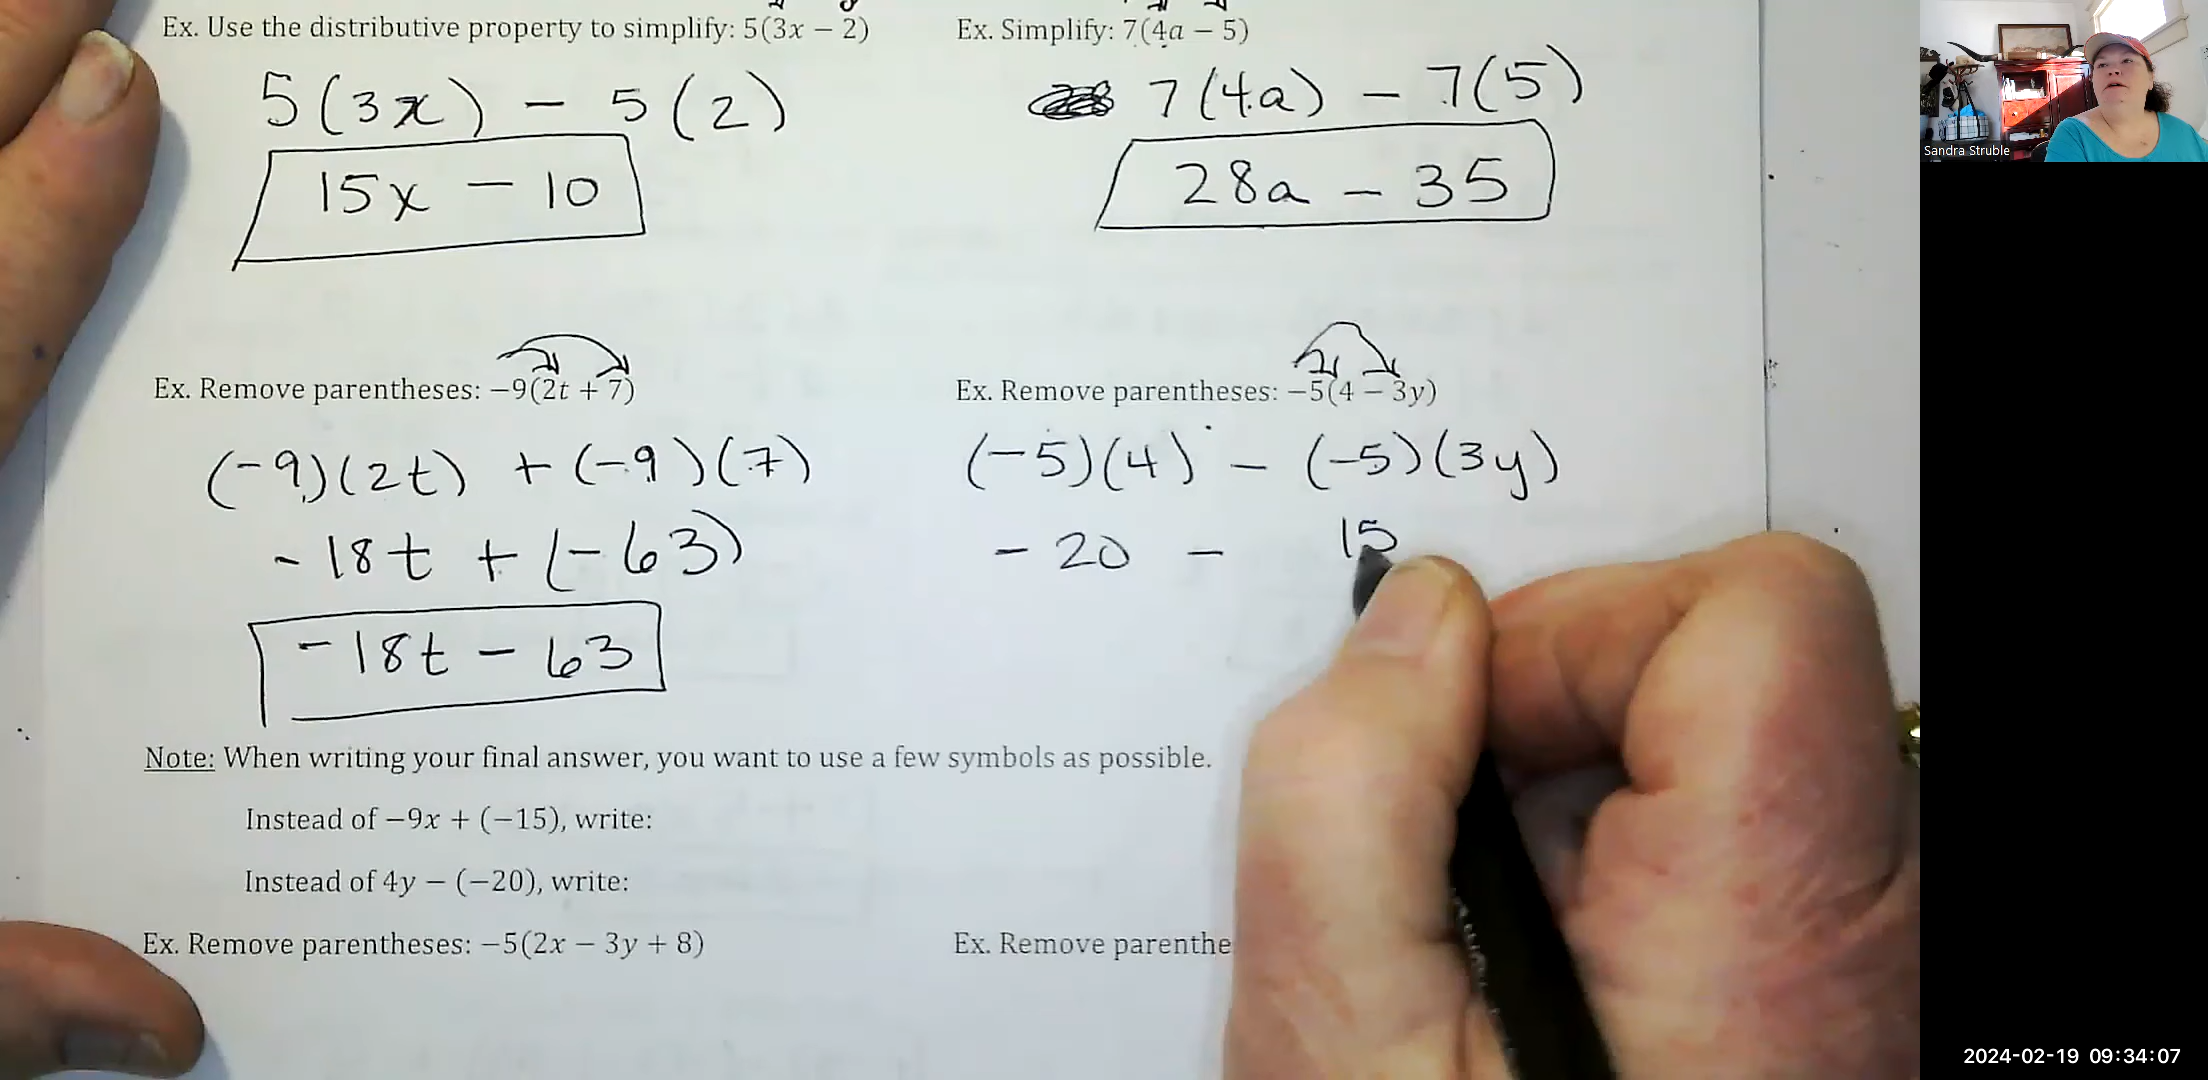 Ex. Use the distributive property to simplify: 5(3x − 2)
5(3x) − 5(2)
15x − 10
Ex. Simplify: 7(4a − 5)
7(4a) − 7(5)
28a − 35
Sandra Struble
Ex. Remove parentheses: −9(2t + 7)
(−9)(2t) + (−9)(7)
-18t + (−63)
−18t − 63
Ex. Remove parentheses: −5(4 − 3y)
(−5)(4) − (−5)(3y)
−20 − 15
Note: When writing your final answer, you want to use a few symbols as possible.
Instead of −9x + (−15), write:
Instead of 4y − (−20), write:
Ex. Remove parentheses: −5(2x − 3y + 8)
Ex. Remove parenthe
2024-02-19 09:34:07